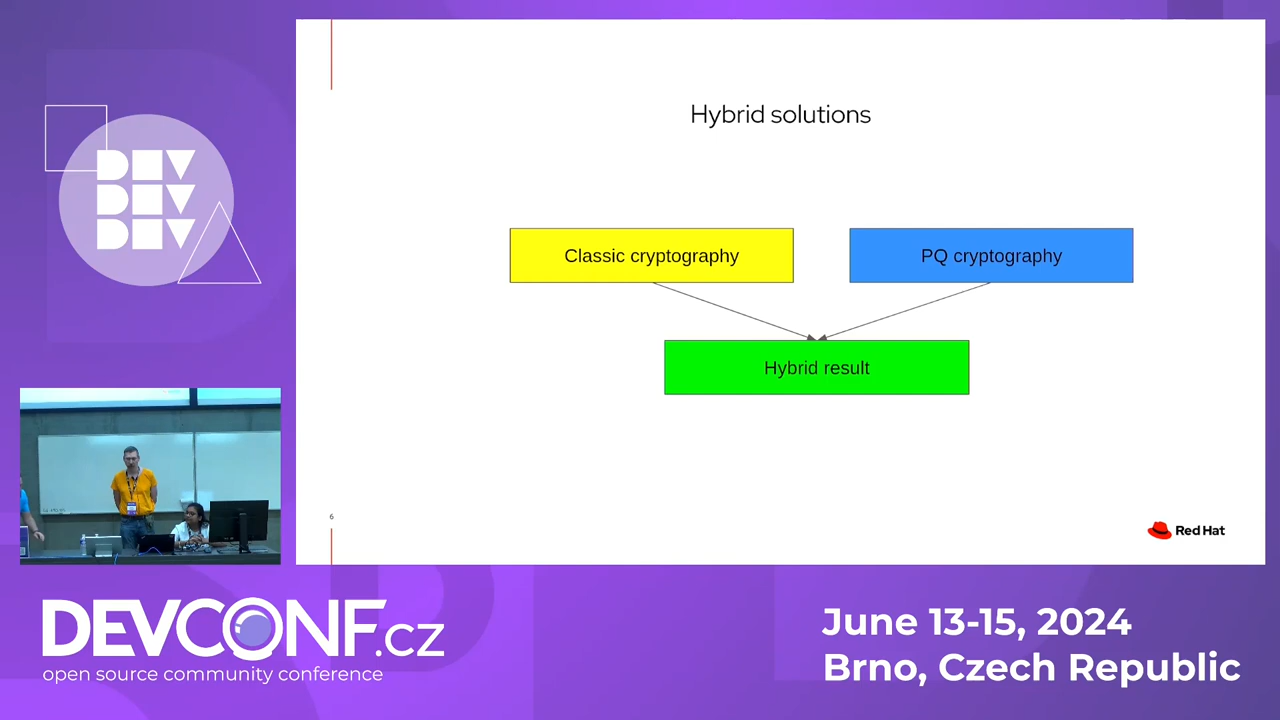 Hybrid solutions
DEV
DEV
DEV
Classic cryptography
PQ cryptography
Hybrid result
6
Red Hat
DEVCONF.cz
open source community conference
June 13-15, 2024
Brno, Czech Republic